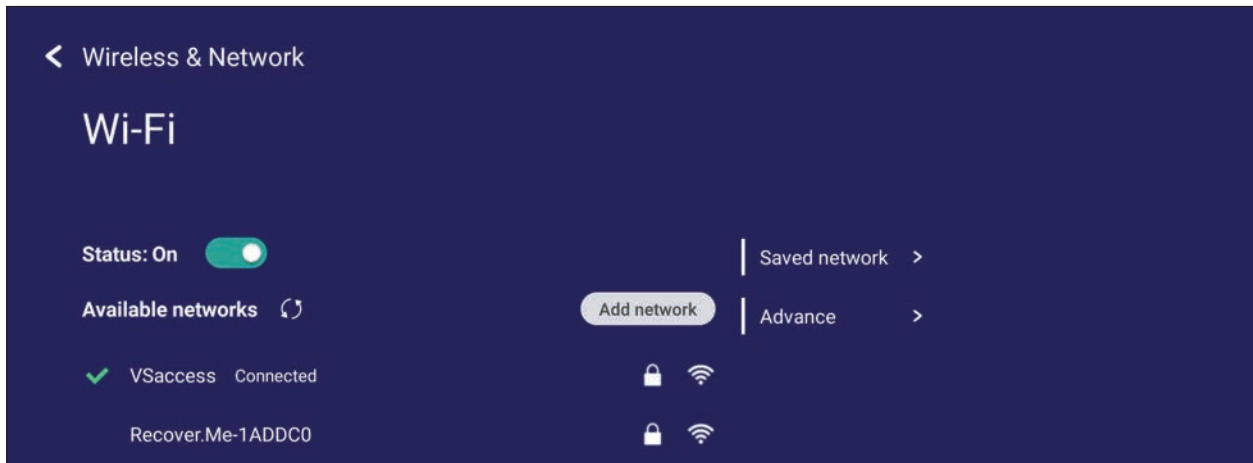 Wireless & Network
Wi-Fi
Status: On
Saved network
Available networks
Add network
Advance
VSaccess Connected
Recover.Me-1ADDC0